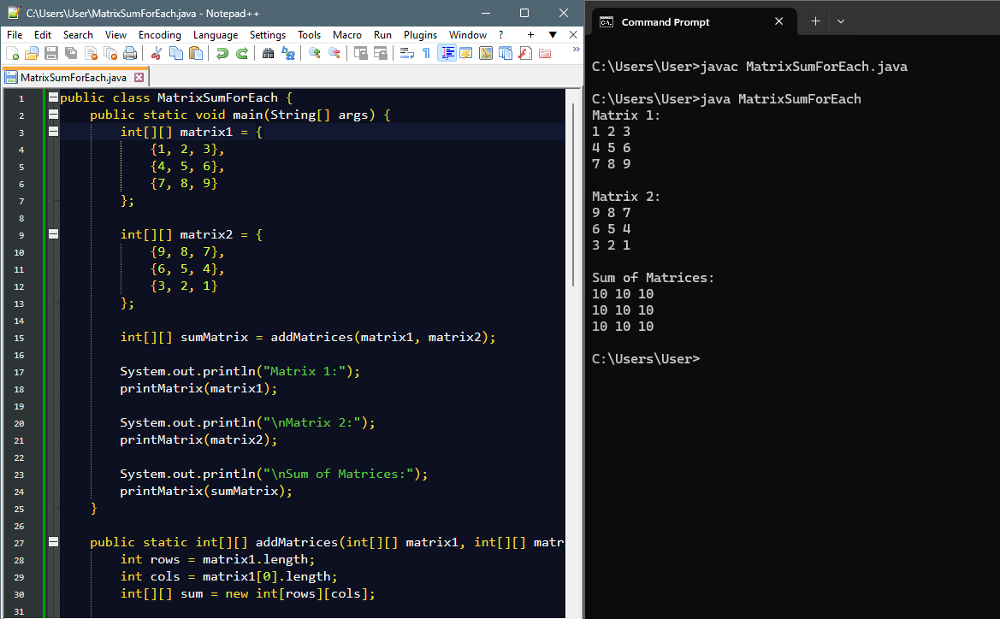 C:\Users\User\MatrixSumForEach.java - Notepad++
File Edit Search View Encoding Language Settings Tools Macro Run Plugins Window ? + ▼ X
MatrixSumForEach.java
1 public class MatrixSumForEach {
2     public static void main(String[] args) {
3         int[][] matrix1 = {
4             {1, 2, 3},
5             {4, 5, 6},
6             {7, 8, 9}
7         };
8
9         int[][] matrix2 = {
10             {9, 8, 7},
11             {6, 5, 4},
12             {3, 2, 1}
13         };
14
15         int[][] sumMatrix = addMatrices(matrix1, matrix2);
16
17         System.out.println("Matrix 1:");
18         printMatrix(matrix1);
19
20         System.out.println("\nMatrix 2:");
21         printMatrix(matrix2);
22
23         System.out.println("\nSum of Matrices:");
24         printMatrix(sumMatrix);
25     }
26
27     public static int[][] addMatrices(int[][] matrix1, int[][] matr
28         int rows = matrix1.length;
29         int cols = matrix1[0].length;
30         int[][] sum = new int[rows][cols];
31
Command Prompt
C:\Users\User>javac MatrixSumForEach.java
C:\Users\User>java MatrixSumForEach
Matrix 1:
1 2 3
4 5 6
7 8 9
Matrix 2:
9 8 7
6 5 4
3 2 1
Sum of Matrices:
10 10 10
10 10 10
10 10 10
C:\Users\User>